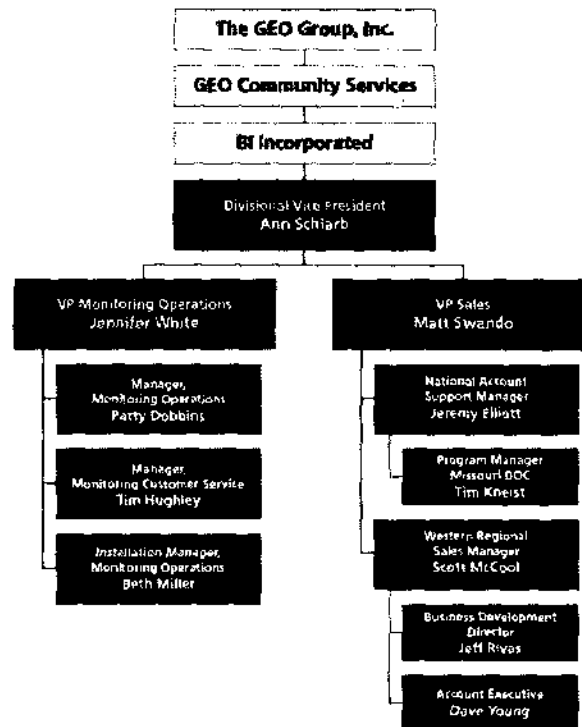 The GEO Group, Inc.
GEO Community Services
BI Incorporated
Divisional Vice President
Ann Schlarb
VP Monitoring Operations
Jennifer White
Manager,
Monitoring Operations
Patty Dobbins
Manager,
Monitoring Customer Service
Tim Hughley
Installation Manager,
Monitoring Operations
Beth Miller
VP Sales
Matt Swando
National Account
Support Manager
Jeremy Elliott
Program Manager
Missouri DOC
Tim Kneist
Western Regional
Sales Manager
Scott McCool
Business Development
Director
Jeff Rivas
Account Executive
Dave Young